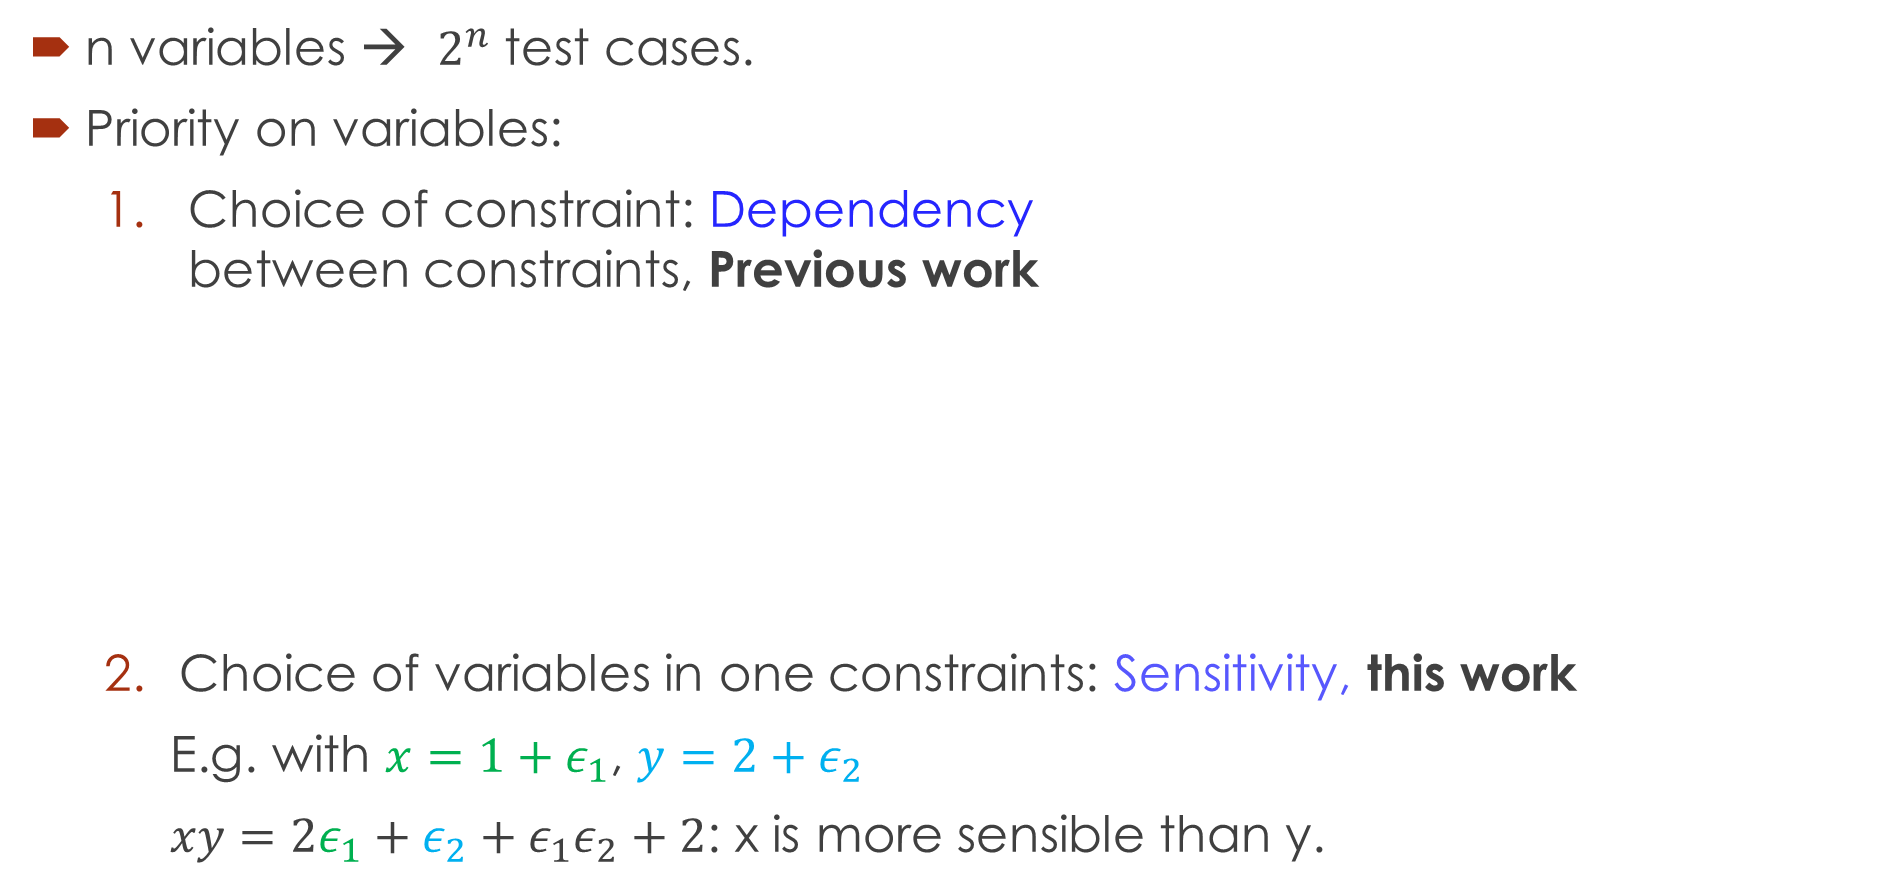 n variables → 2ⁿ test cases.
Priority on variables:
1. Choice of constraint: Dependency
between constraints, Previous work
2. Choice of variables in one constraints: Sensitivity, this work
E.g. with x = 1 + ϵ₁, y = 2 + ϵ₂
xy = 2ϵ₁ + ϵ₂ + ϵ₁ϵ₂ + 2: x is more sensible than y.